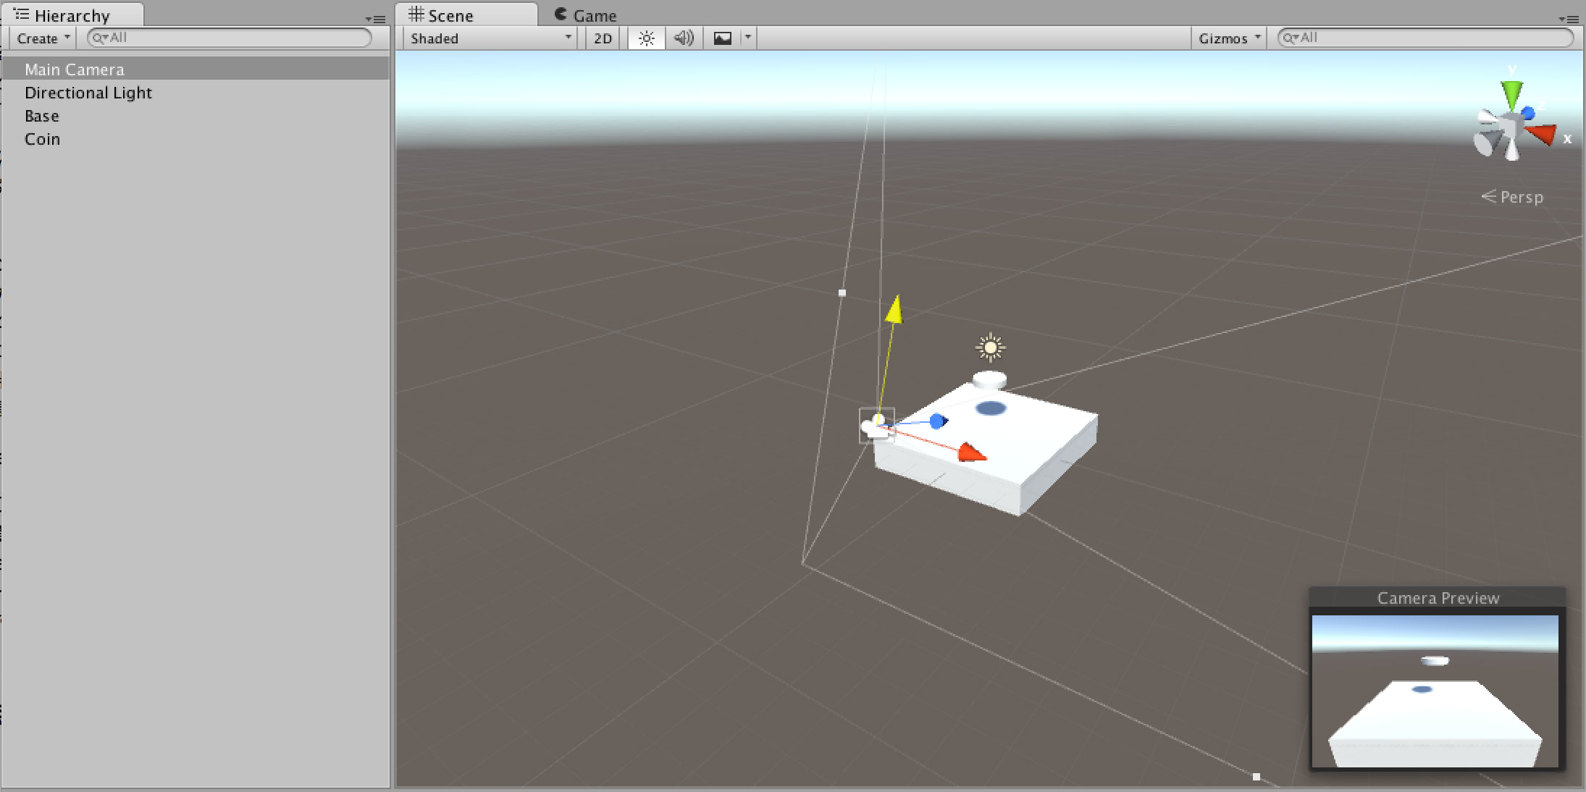 Hierarchy
Create
All
Main Camera
Directional Light
Base
Coin
Scene
Game
Shaded
2D
Gizmos
All
y
x
Persp
Camera Preview